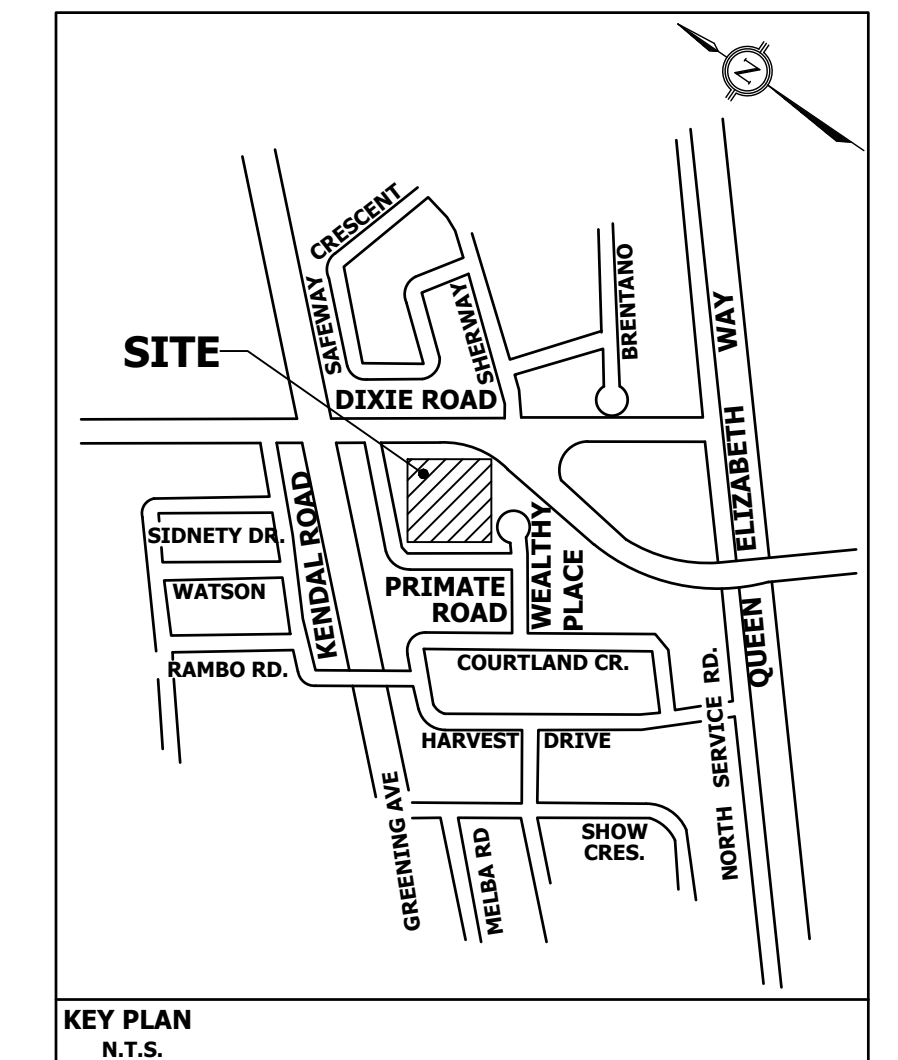 N
CRESCENT
SAFEWAY
SHERWAY
BRENTANO
WAY
ELIZABETH
QUEEN
SITE
DIXIE ROAD
KENDAL ROAD
SIDNETY DR.
WATSON
RAMBO RD.
PRIMATE
ROAD
WEALTHY
PLACE
COURTLAND CR.
HARVEST DRIVE
NORTH SERVICE RD.
GREENING AVE
MELBA RD
SHOW
CRES.
KEY PLAN
N.T.S.